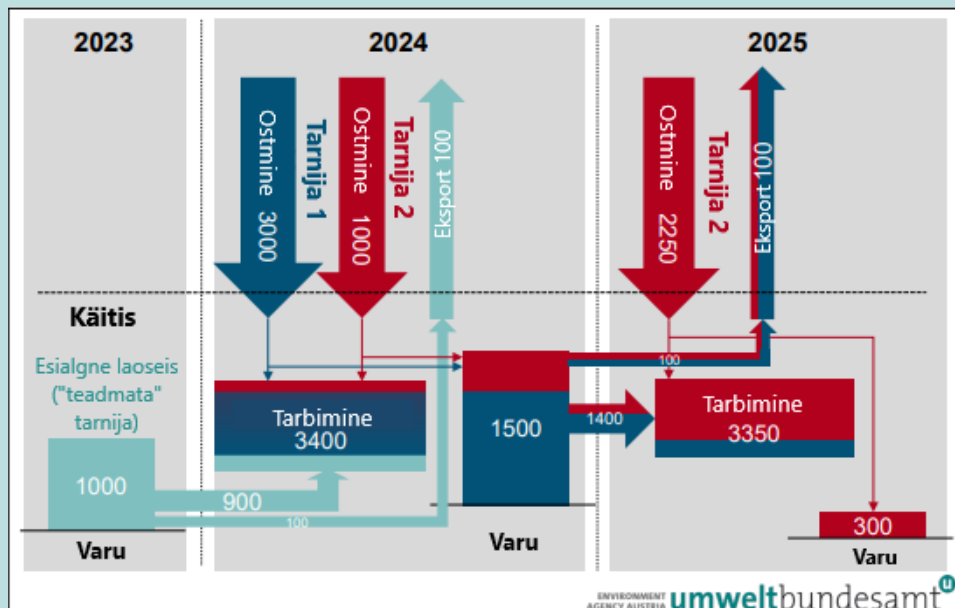 2023
2024
2025
Ostmine 3000
Tarnija 1
Ostmine 1000
Tarnija 2
Eksport 100
Ostmine 2250
Tarnija 2
Eksport 100
Käitis
Esialgne laoseis
("teadmata"
tarnija)
1000
Varu
900
100
Tarbimine
3400
1500
Varu
100
1400
Tarbimine
3350
300
Varu
ENVIRONMENT
AGENCY AUSTRIA
umweltbundesamt
u